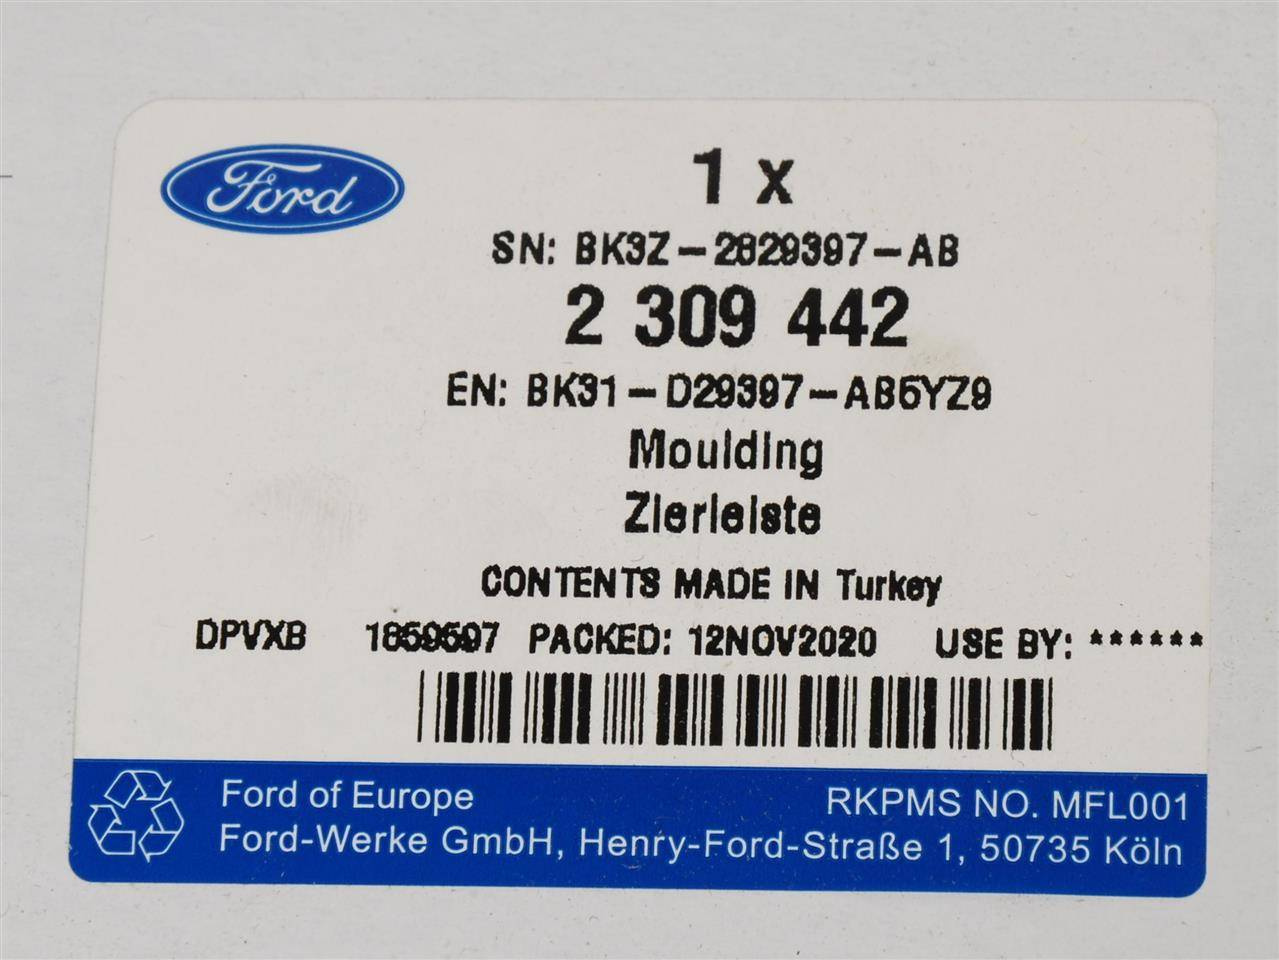 Ford
1 x
SN: BK3Z-2829397-AB
2 309 442
EN: BK31-D29397-AB5YZ9
Moulding
Zierleiste
CONTENTS MADE IN Turkey
DPVXB 1859597 PACKED: 12NOV2020 USE BY: ******
Ford of Europe RKPMS NO. MFL001
Ford-Werke GmbH, Henry-Ford-Straße 1, 50735 Köln